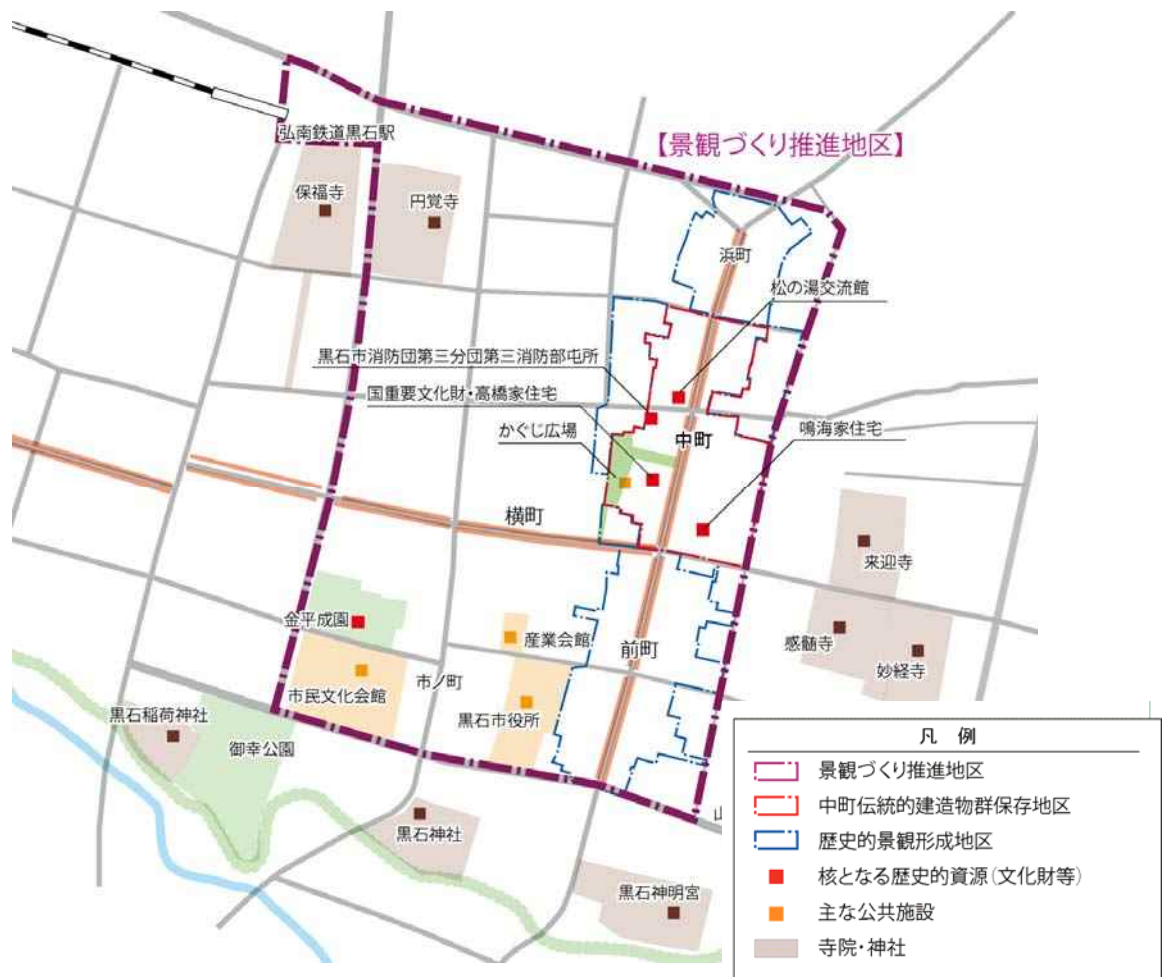 【景観づくり推進地区】
弘南鉄道黒石駅
保福寺
円覚寺
浜町
松の湯交流館
黒石市消防団第三分団第三消防部屯所
国重要文化財・高橋家住宅
かぐじ広場
中町
鳴海家住宅
横町
来迎寺
金平成園
産業会館
前町
感髄寺
妙経寺
市民文化会館
市ノ町
黒石市役所
黒石稲荷神社
御幸公園
黒石神社
黒石神明宮
山
凡 例
景観づくり推進地区
中町伝統的建造物群保存地区
歴史的景観形成地区
核となる歴史的資源(文化財等)
主な公共施設
寺院・神社